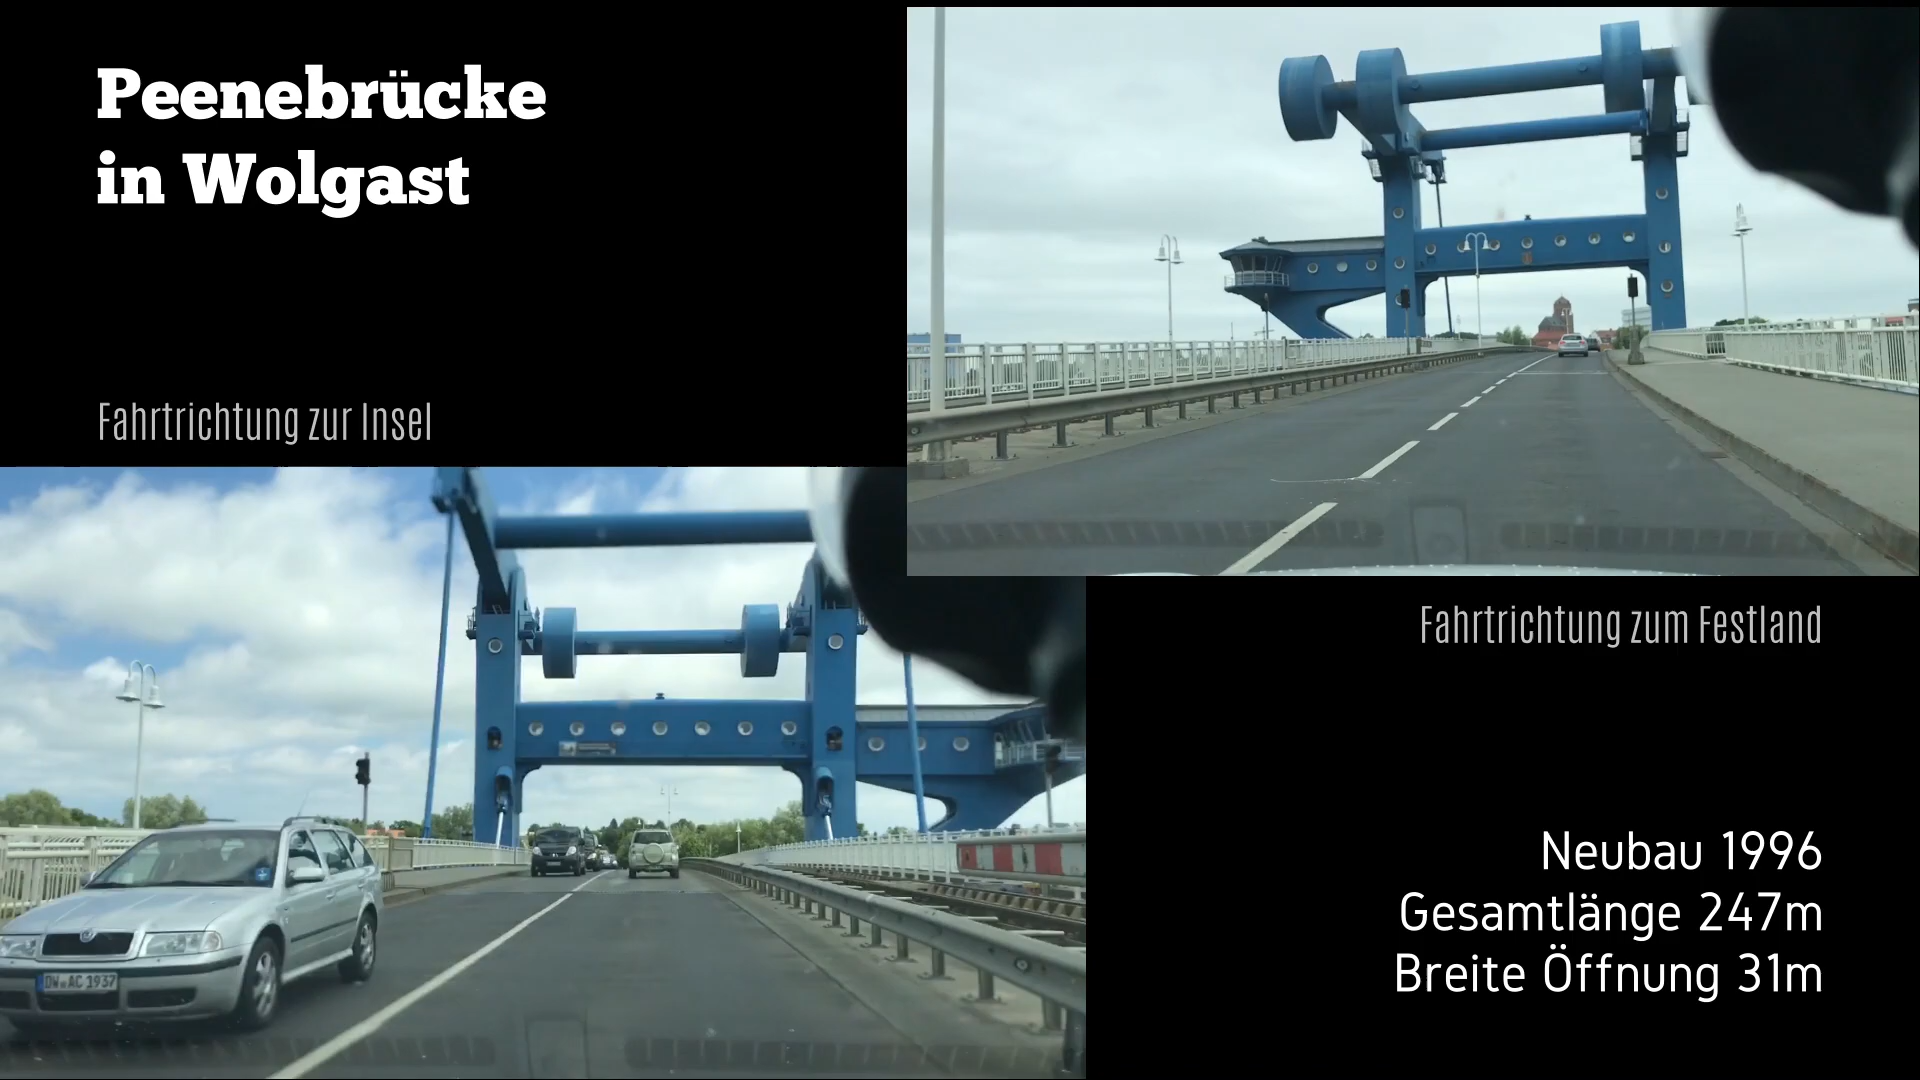 Peenebrücke
in Wolgast
Fahrtrichtung zur Insel
Fahrtrichtung zum Festland
DW AC 1937
Neubau 1996
Gesamtlänge 247m
Breite Öffnung 31m